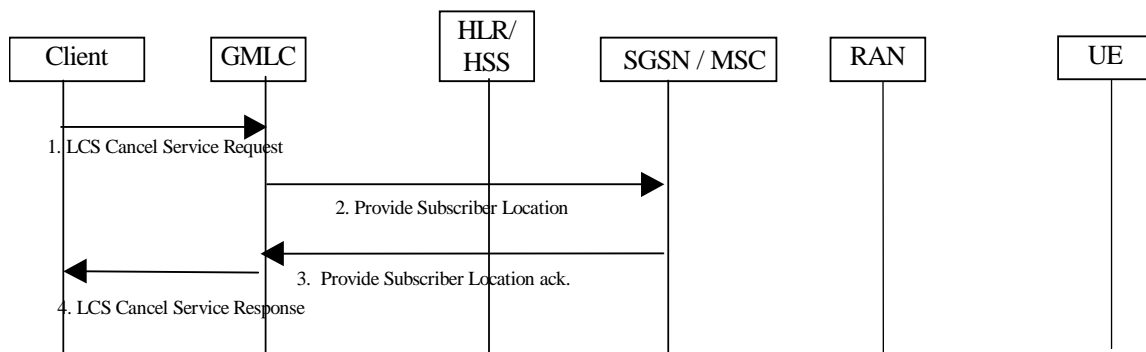 Client
GMLC
HLR/
HSS
SGSN / MSC
RAN
UE
1. LCS Cancel Service Request
2. Provide Subscriber Location
3. Provide Subscriber Location ack.
4. LCS Cancel Service Response